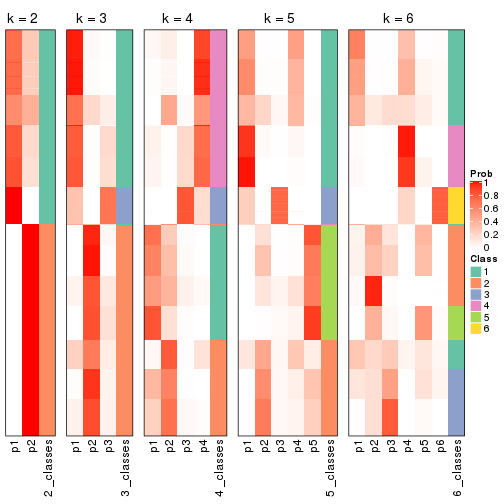 k = 2
k = 3
k = 4
k = 5
k = 6
Prob
1
0.8
0.6
0.4
0.2
0
Class
1
2
3
4
5
6
p1
p2
2_classes
p1
p2
p3
3_classes
p1
p2
p3
p4
4_classes
p1
p2
p3
p4
p5
5_classes
p1
p2
p3
p4
p5
p6
6_classes